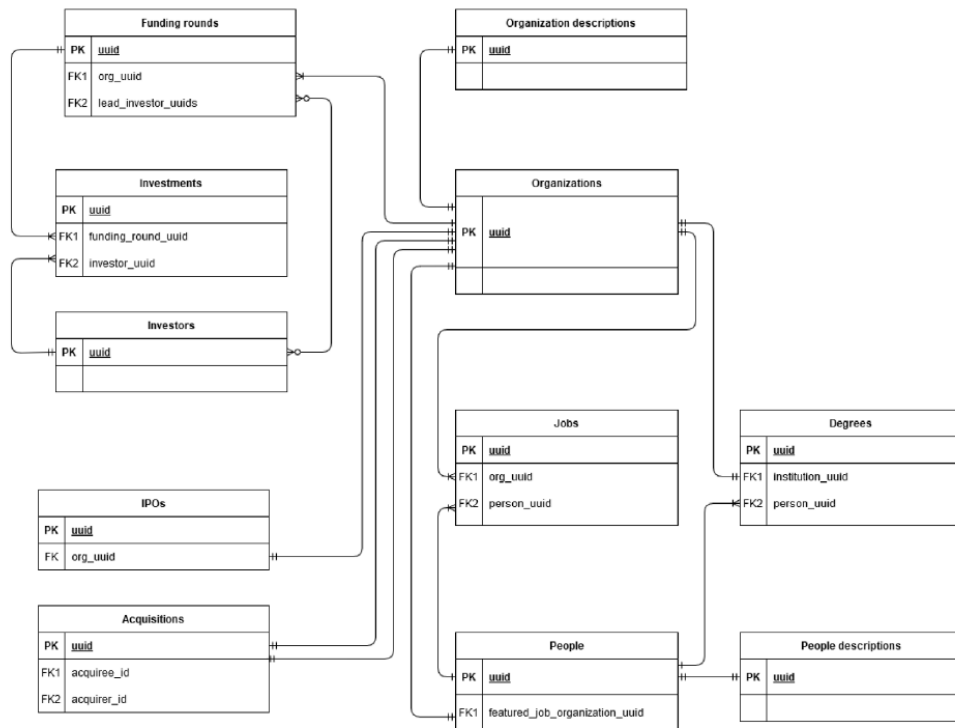 Funding rounds
PK uuid
FK1 org_uuid
FK2 lead_investor_uuids
Organization descriptions
PK uuid
Investments
PK uuid
FK1 funding_round_uuid
FK2 investor_uuid
Organizations
PK uuid
Investors
PK uuid
Jobs
PK uuid
FK1 org_uuid
FK2 person_uuid
Degrees
PK uuid
FK1 institution_uuid
FK2 person_uuid
IPOs
PK uuid
FK org_uuid
Acquisitions
PK uuid
FK1 acquiree_id
FK2 acquirer_id
People
PK uuid
FK1 featured_job_organization_uuid
People descriptions
PK uuid